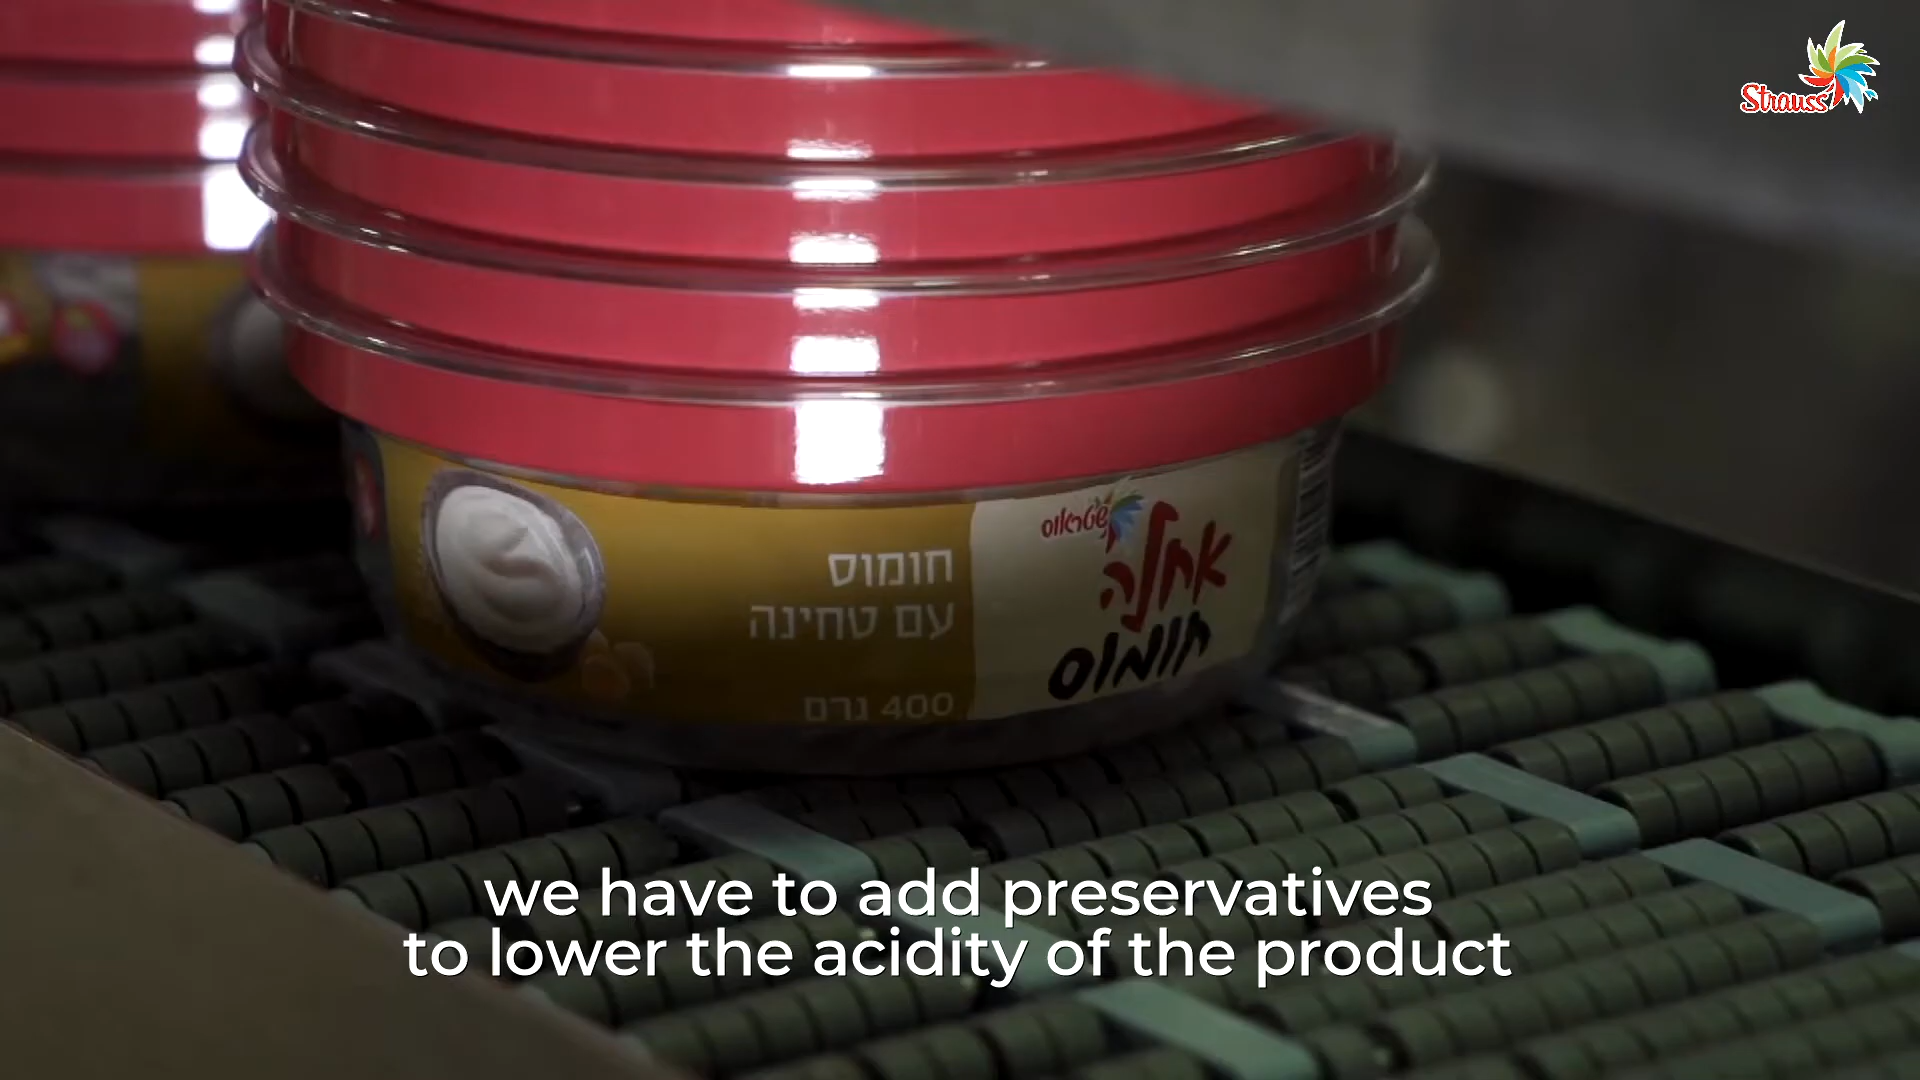 Strauss
שטראוס
אחלה
חומוס
חומוס
עם טחינה
400 גרם
we have to add preservatives
to lower the acidity of the product